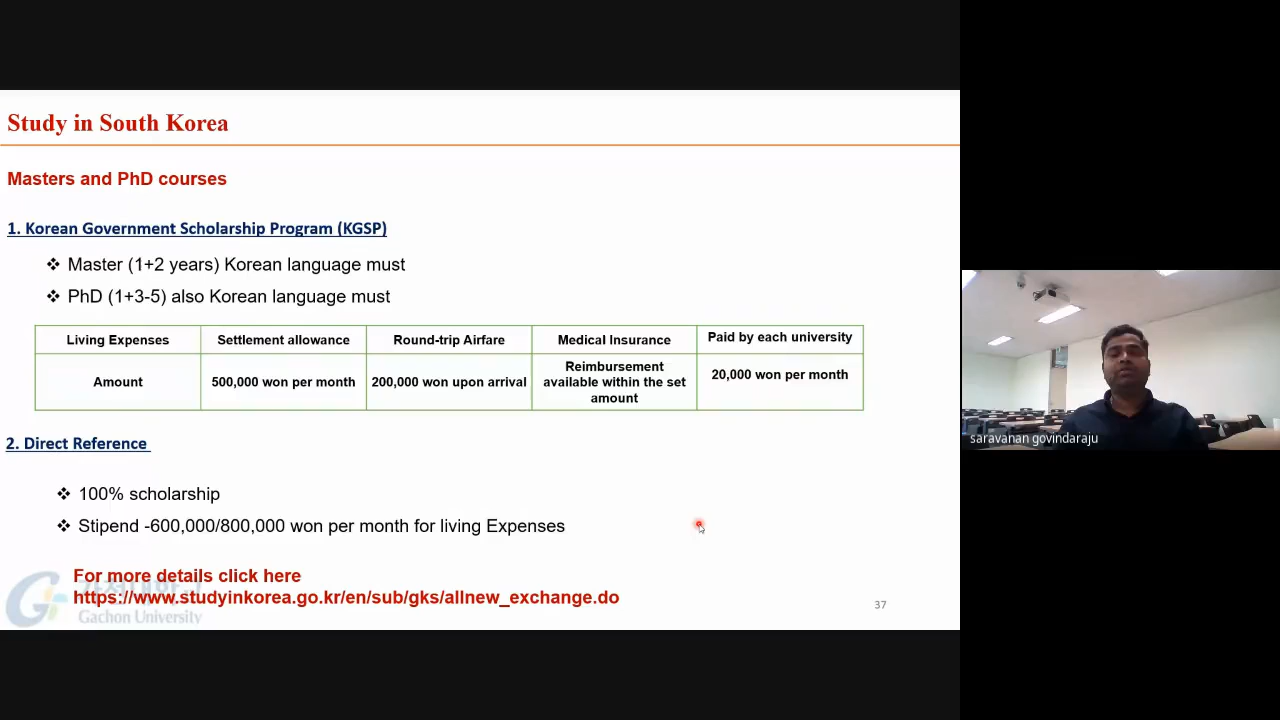 Study in South Korea
Masters and PhD courses
1. Korean Government Scholarship Program (KGSP)
❖ Master (1+2 years) Korean language must
❖ PhD (1+3-5) also Korean language must
Living Expenses Settlement allowance Round-trip Airfare Medical Insurance Paid by each university
Amount 500,000 won per month 200,000 won upon arrival Reimbursement available within the set amount 20,000 won per month
2. Direct Reference
❖ 100% scholarship
❖ Stipend -600,000/800,000 won per month for living Expenses
For more details click here
https://www.studyinkorea.go.kr/en/sub/gks/allnew_exchange.do
Gachon University
37
saravanan govindaraju